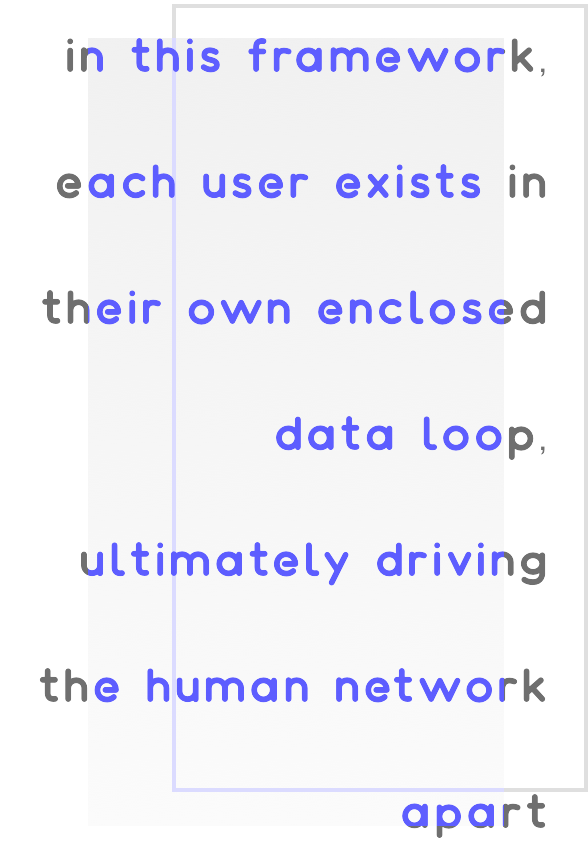 in this framework,
each user exists in
their own enclosed
data loop,
ultimately driving
the human network
apart